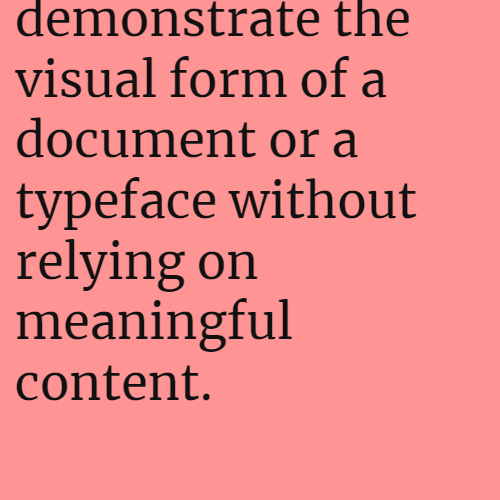 demonstrate the
visual form of a
document or a
typeface without
relying on
meaningful
content.